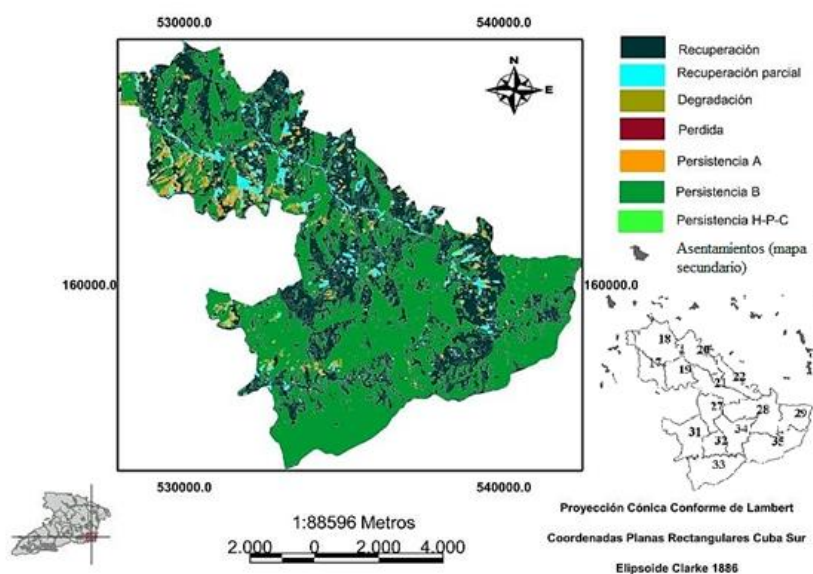 530000.0
540000.0
N
E
Recuperación
Recuperación parcial
Degradación
Perdida
Persistencia A
Persistencia B
Persistencia H-P-C
Asentamientos (mapa
secundario)
160000.0
160000.0
18
20
17
19
21
22
27
28
29
31
34
32
35
33
530000.0
540000.0
1:88596 Metros
2.000
0
2.000
4.000
Proyección Cónica Conforme de Lambert
Coordenadas Planas Rectangulares Cuba Sur
Elipsoide Clarke 1886